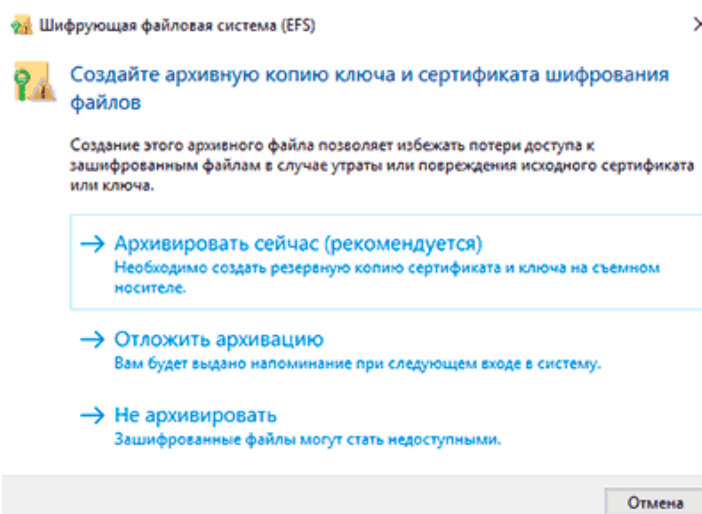 Шифрующая файловая система (EFS)
Создайте архивную копию ключа и сертификата шифрования
файлов
Создание этого архивного файла позволяет избежать потери доступа к
зашифрованным файлам в случае утраты или повреждения исходного сертификата
или ключа.
Архивировать сейчас (рекомендуется)
Необходимо создать резервную копию сертификата и ключа на съемном
носителе.
Отложить архивацию
Вам будет выдано напоминание при следующем входе в систему.
Не архивировать
Зашифрованные файлы могут стать недоступными.
Отмена